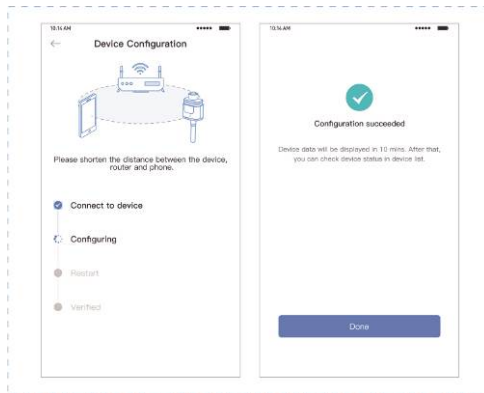 10:14 AM
Device Configuration
Please shorten the distance between the device,
router and phone.
Connect to device
Configuring
Restart
Verified
10:14 AM
Configuration succeeded
Device data will be displayed in 10 mins. After that,
you can check device status in device list.
Done